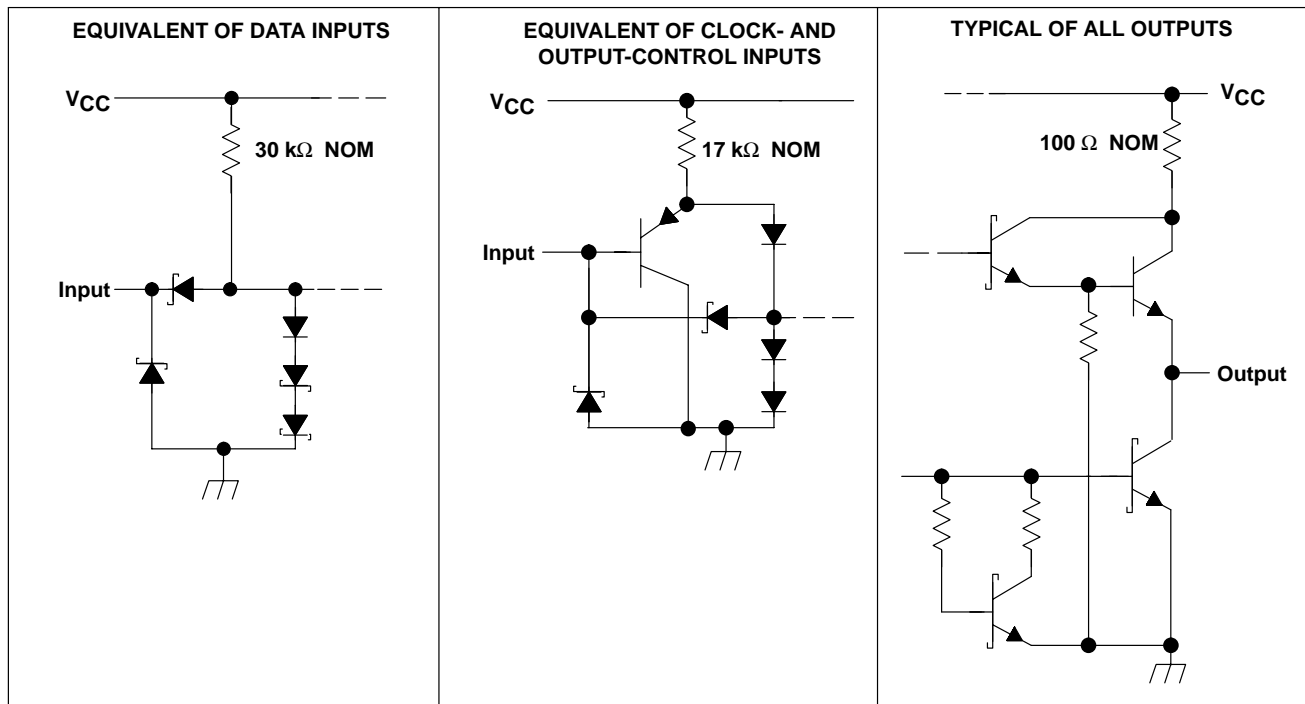 EQUIVALENT OF DATA INPUTS
VCC
30 kΩ NOM
Input
EQUIVALENT OF CLOCK- AND
OUTPUT-CONTROL INPUTS
VCC
17 kΩ NOM
Input
TYPICAL OF ALL OUTPUTS
VCC
100 Ω NOM
Output